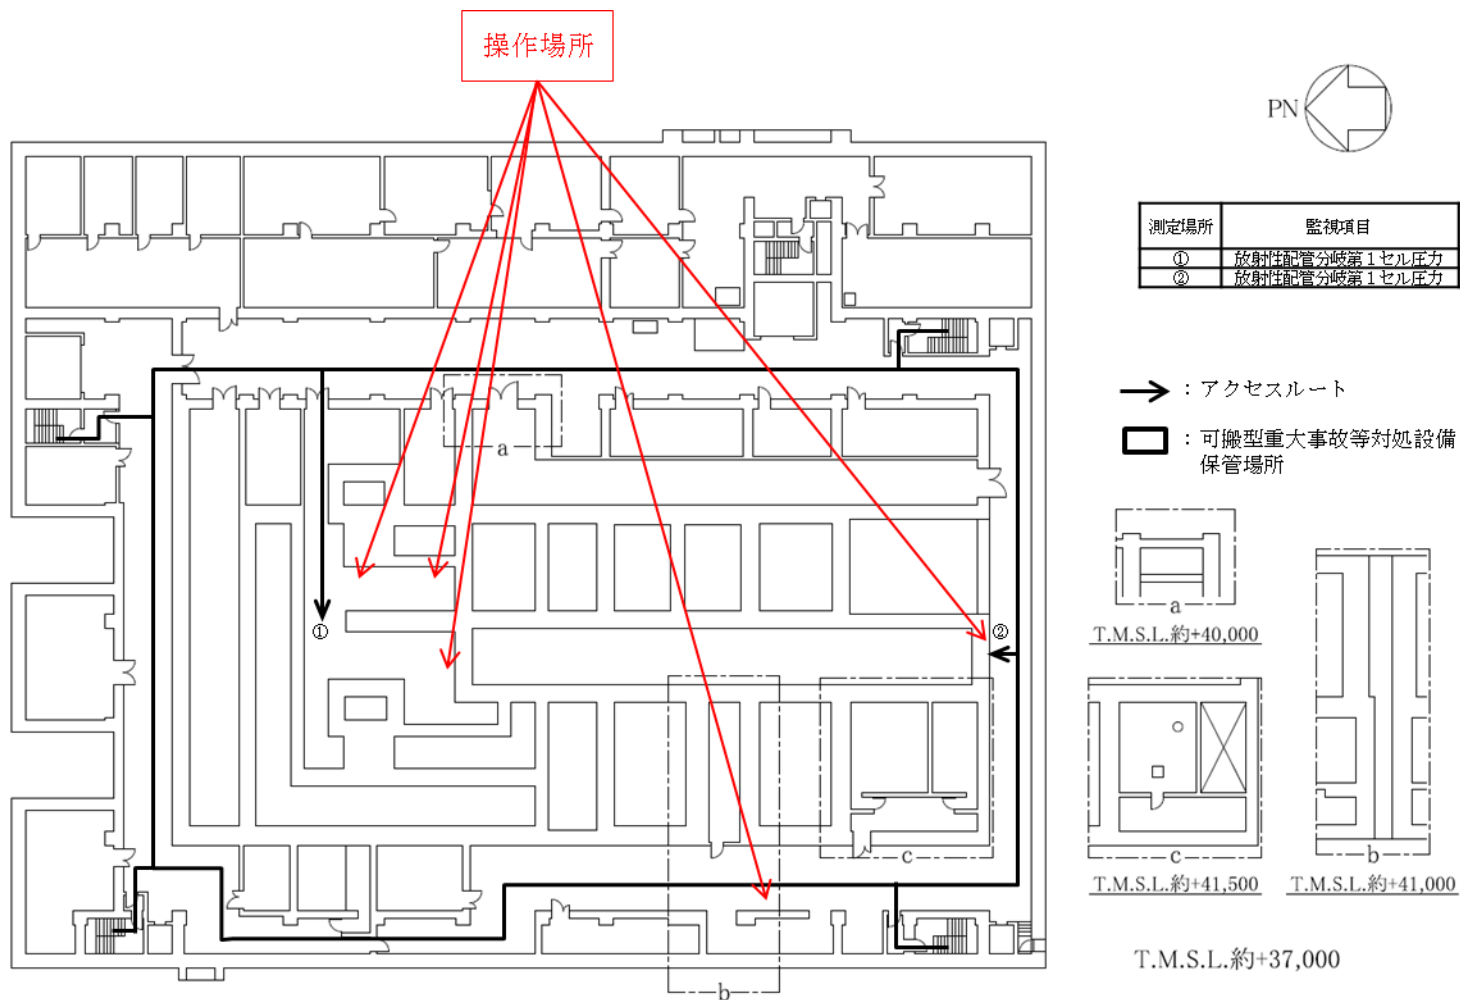 操作場所
PN
測定場所 監視項目
① 放射性配管分岐第1セル圧力
② 放射性配管分岐第1セル圧力
：アクセスルート
：可搬型重大事故等対処設備
保管場所
①
②
a
b
c
a
T.M.S.L.約+40,000
c
T.M.S.L.約+41,500
b
T.M.S.L.約+41,000
T.M.S.L.約+37,000